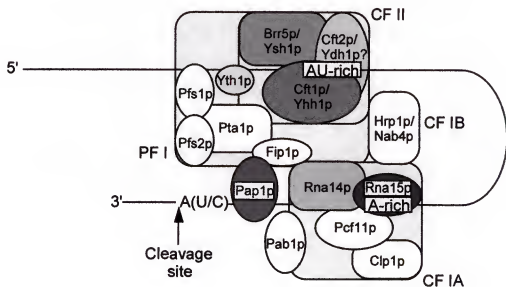 CF II
Brr5p/
Ysh1p
Cft2p/
Ydh1p?
5'
AU-rich
Yth1p
Cft1p/
Yhh1p
Pfs1p
Hrp1p/
Nab4p
CF IB
Pta1p
Pfs2p
PF I
Fip1p
Rna14p
Rna15p
Pap1p
3'
A(U/C)
A-rich
Pcf11p
Pab1p
Cleavage
site
Clp1p
CF IA